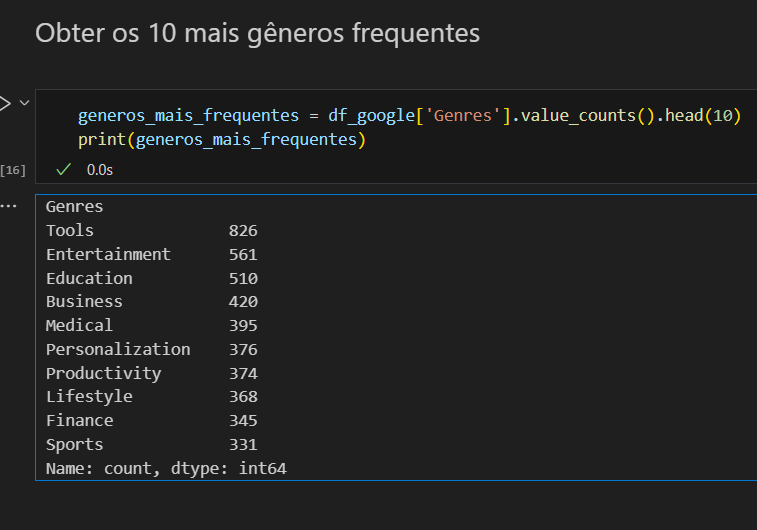 Obter os 10 mais gêneros frequentes
generos_mais_frequentes = df_google['Genres'].value_counts().head(10)
print(generos_mais_frequentes)
[16] 0.0s
Genres
Tools 826
Entertainment 561
Education 510
Business 420
Medical 395
Personalization 376
Productivity 374
Lifestyle 368
Finance 345
Sports 331
Name: count, dtype: int64